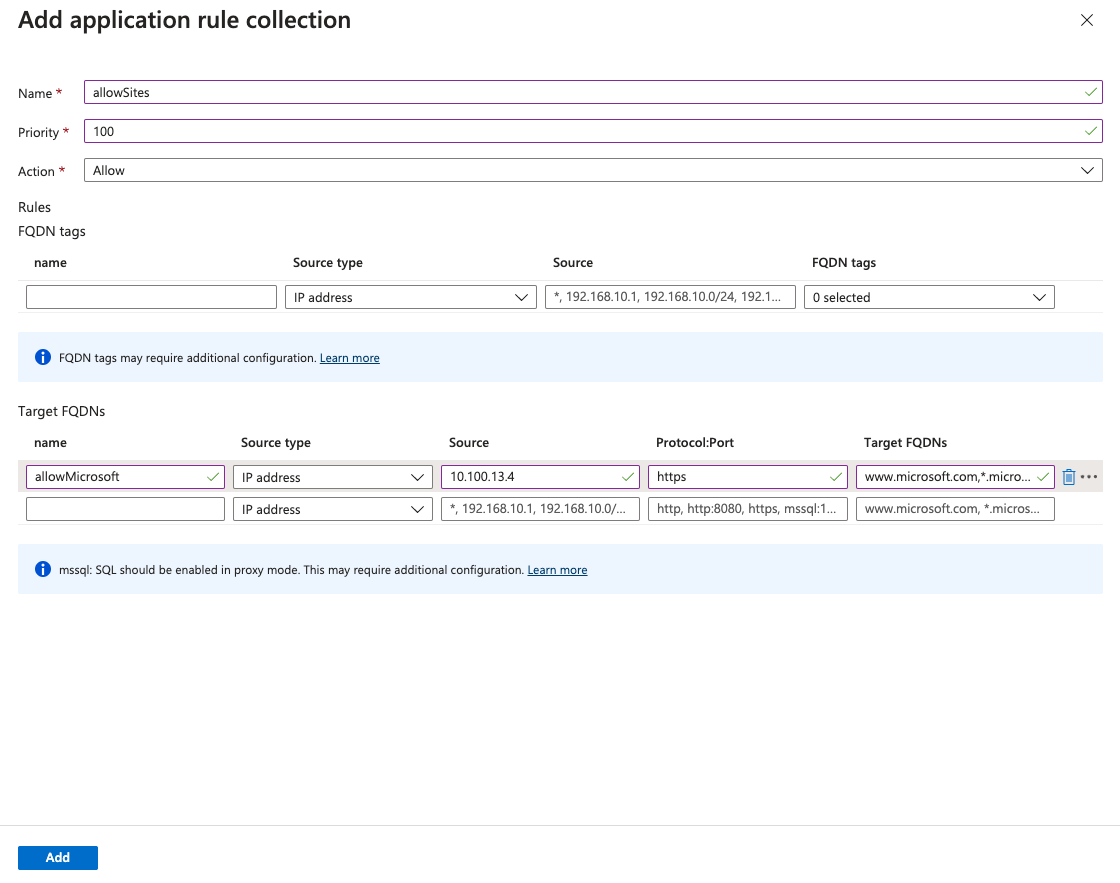 Add application rule collection
Name *
allowSites
Priority *
100
Action *
Allow
Rules
FQDN tags
name Source type Source FQDN tags
IP address *, 192.168.10.1, 192.168.10.0/24, 192.1... 0 selected
FQDN tags may require additional configuration. Learn more
Target FQDNs
name Source type Source Protocol:Port Target FQDNs
allowMicrosoft IP address 10.100.13.4 https www.microsoft.com,*.micro...
IP address *, 192.168.10.1, 192.168.10.0/... http, http:8080, https, mssql:1... www.microsoft.com, *.micros...
mssql: SQL should be enabled in proxy mode. This may require additional configuration. Learn more
Add